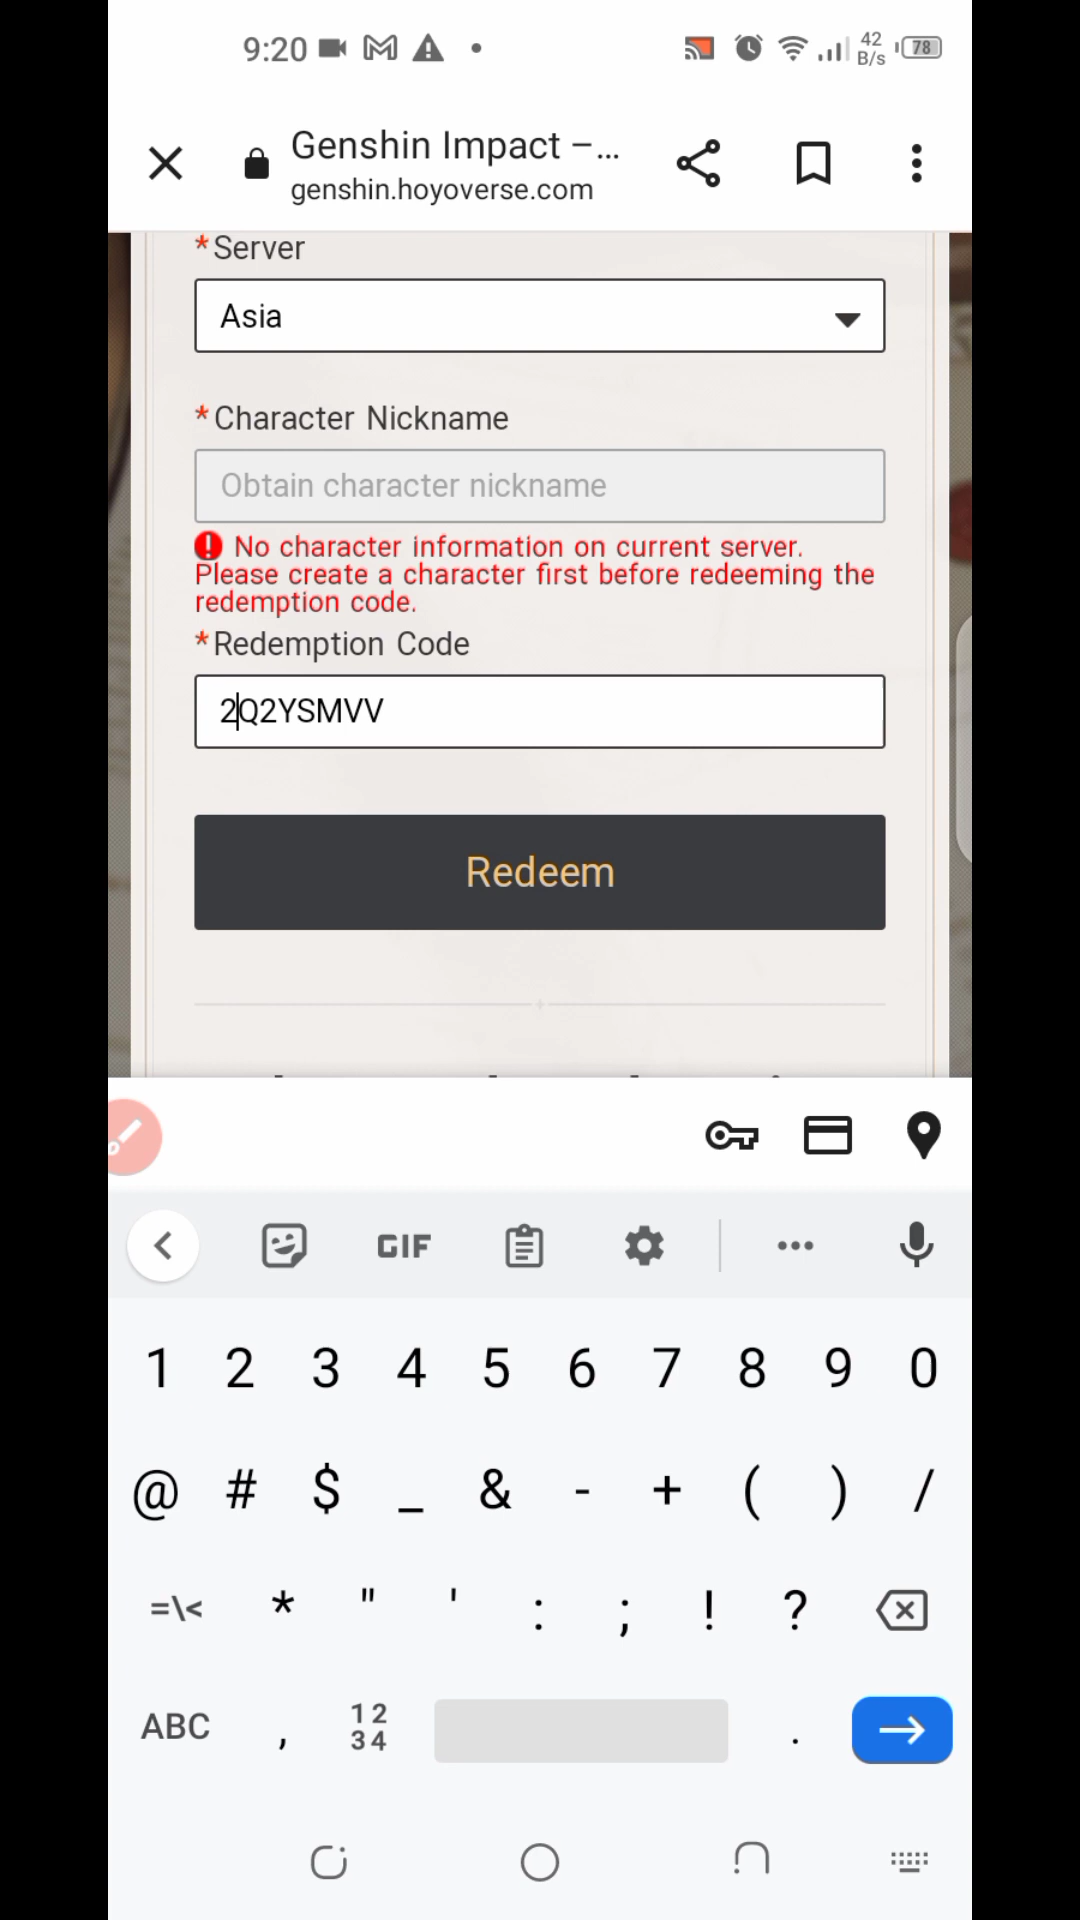 9:20
42
B/s
78
Genshin Impact –...
genshin.hoyoverse.com
*Server
Asia
*Character Nickname
Obtain character nickname
No character information on current server.
Please create a character first before redeeming the
redemption code.
*Redemption Code
2Q2YSMVV
Redeem
GIF
1 2 3 4 5 6 7 8 9 0
@ # $ _ & - + ( ) /
=\< * " ' : ; ! ?
ABC , 12 34 .